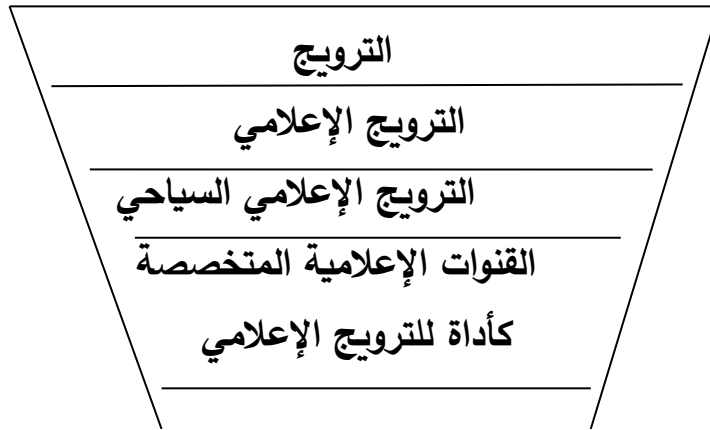 الترويج
الترويج الإعلامي
الترويج الإعلامي السياحي
القنوات الإعلامية المتخصصة
كأداة للترويج الإعلامي